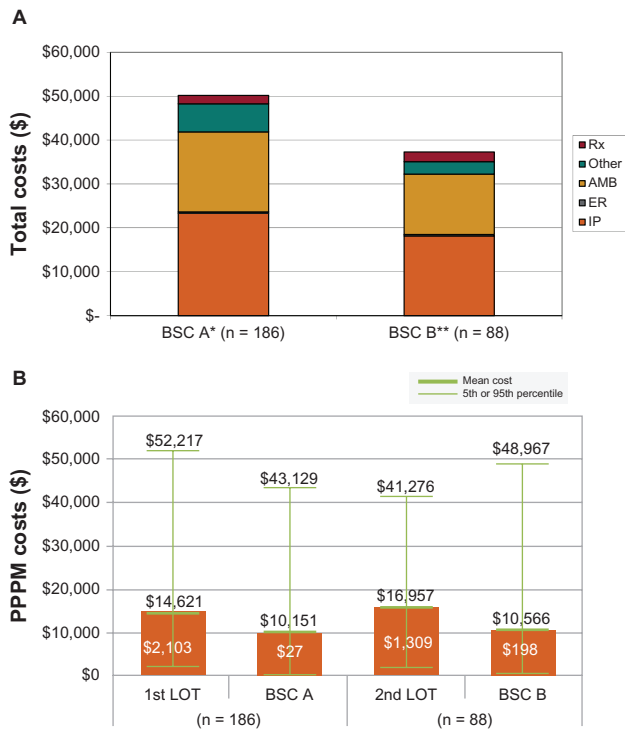 A
Total costs ($)
$60,000
$50,000
$40,000
$30,000
$20,000
$10,000
$-
BSC A* (n = 186) BSC B** (n = 88)
Rx
Other
AMB
ER
IP
B
Mean cost
5th or 95th percentile
PPPM costs ($)
$60,000
$50,000
$40,000
$30,000
$20,000
$10,000
$0
$52,217
$43,129
$41,276
$48,967
$14,621
$10,151
$16,957
$10,566
$2,103
$27
$1,309
$198
1st LOT BSC A 2nd LOT BSC B
(n = 186) (n = 88)